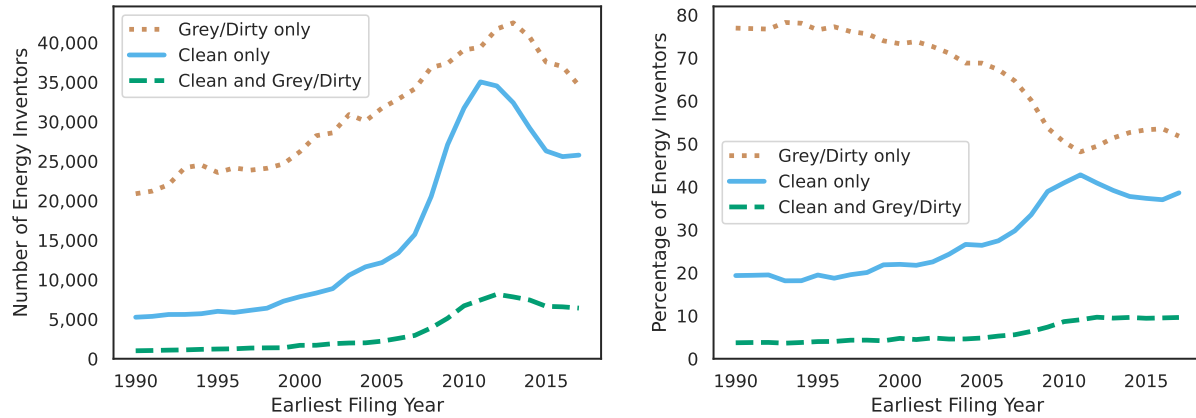 Number of Energy Inventors
40,000
35,000
30,000
25,000
20,000
15,000
10,000
5,000
0
Grey/Dirty only
Clean only
Clean and Grey/Dirty
1990 1995 2000 2005 2010 2015
Earliest Filing Year
Percentage of Energy Inventors
80
70
60
50
40
30
20
10
0
Grey/Dirty only
Clean only
Clean and Grey/Dirty
1990 1995 2000 2005 2010 2015
Earliest Filing Year